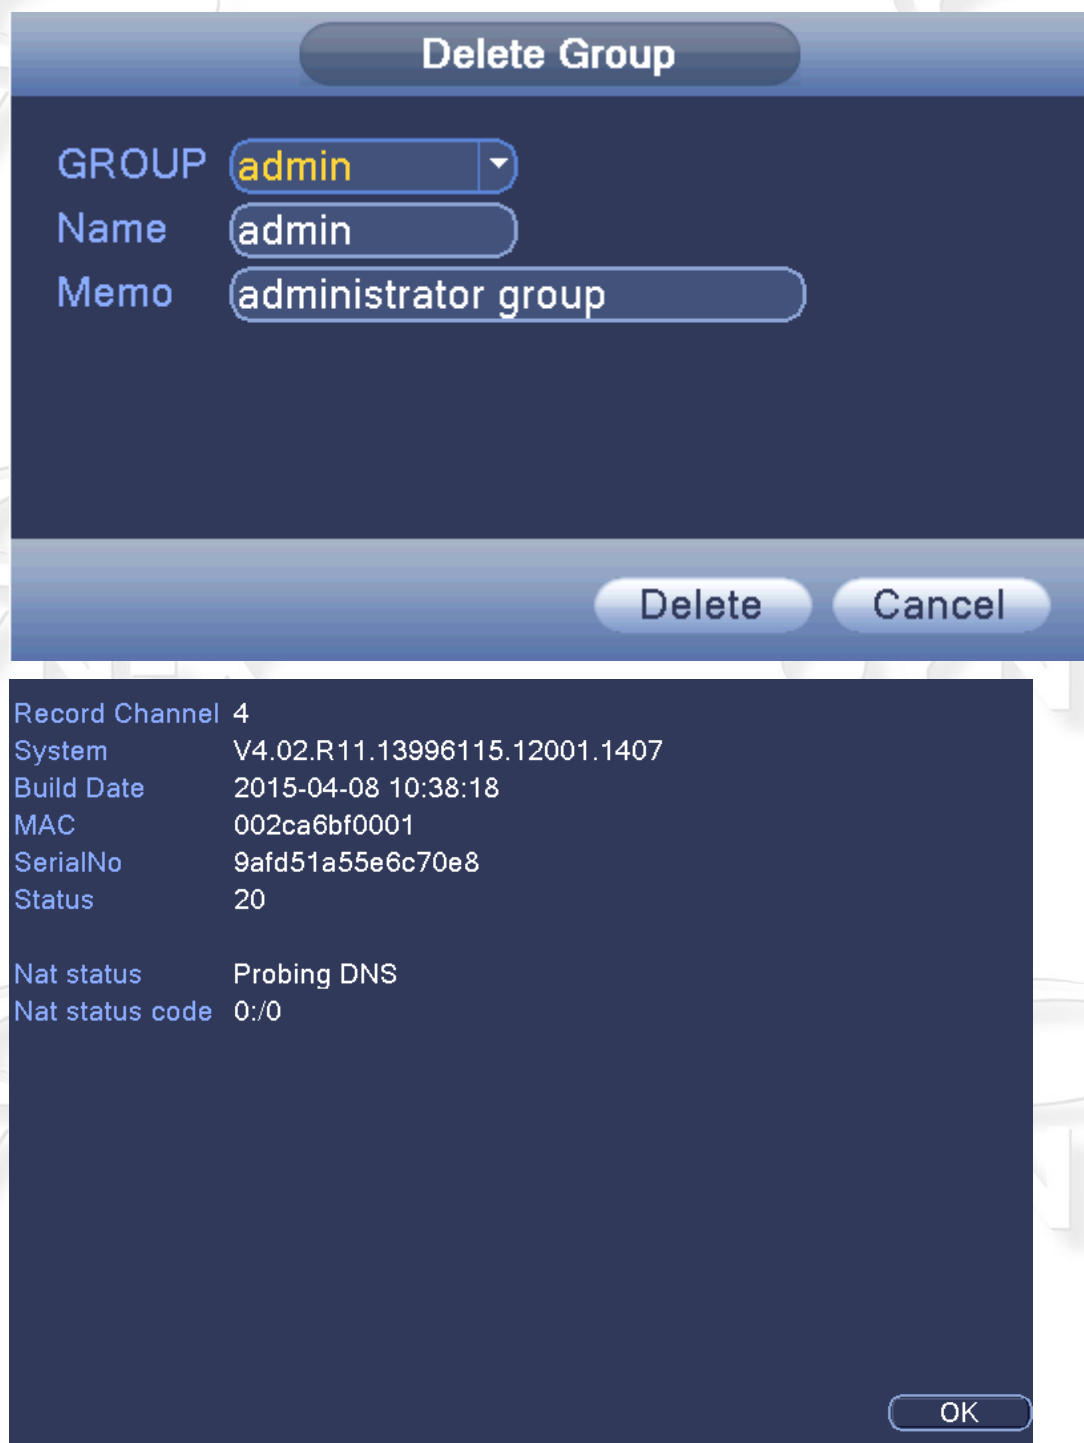 Delete Group
GROUP admin
Name admin
Memo administrator group
Delete Cancel
Record Channel 4
System V4.02.R11.13996115.12001.1407
Build Date 2015-04-08 10:38:18
MAC 002ca6bf0001
SerialNo 9afd51a55e6c70e8
Status 20
Nat status Probing DNS
Nat status code 0:/0
OK